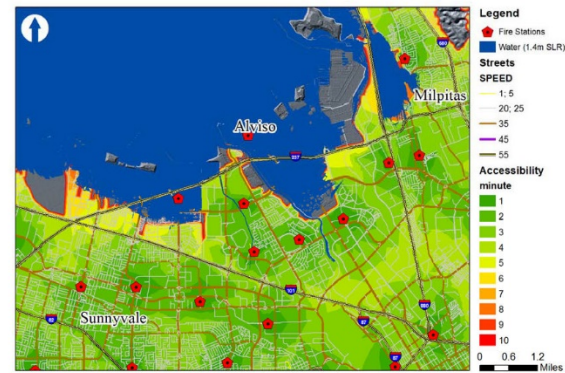 Legend
Fire Stations
Water (1.4m SLR)
Streets
SPEED
1; 5
20; 25
35
45
55
Accessibility
minute
1
2
3
4
5
6
7
8
9
10
0 0.6 1.2
Miles
Milpitas
Alviso
237
101
Sunnyvale